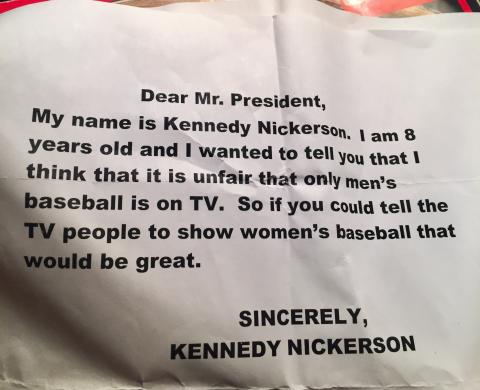 Dear Mr. President,
My name is Kennedy Nickerson. I am 8
years old and I wanted to tell you that I
think that it is unfair that only men's
baseball is on TV. So if you could tell the
TV people to show women's baseball that
would be great.
SINCERELY,
KENNEDY NICKERSON